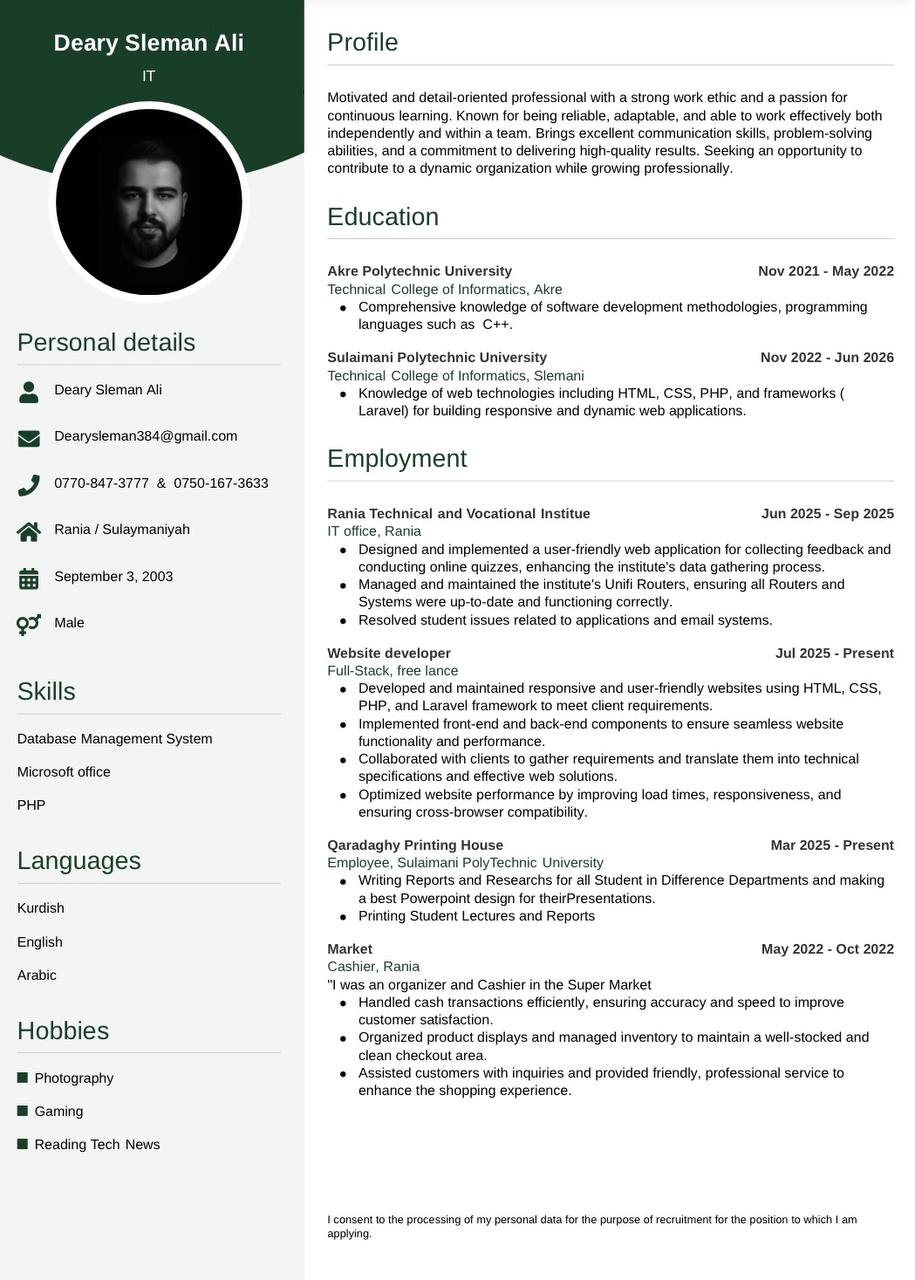 Deary Sleman Ali
IT
Personal details
Deary Sleman Ali
Dearysleman384@gmail.com
0770-847-3777 & 0750-167-3633
Rania / Sulaymaniyah
September 3, 2003
Male
Skills
Database Management System
Microsoft office
PHP
Languages
Kurdish
English
Arabic
Hobbies
Photography
Gaming
Reading Tech News
Profile
Motivated and detail-oriented professional with a strong work ethic and a passion for
continuous learning. Known for being reliable, adaptable, and able to work effectively both
independently and within a team. Brings excellent communication skills, problem-solving
abilities, and a commitment to delivering high-quality results. Seeking an opportunity to
contribute to a dynamic organization while growing professionally.
Education
Akre Polytechnic University Nov 2021 - May 2022
Technical College of Informatics, Akre
● Comprehensive knowledge of software development methodologies, programming
languages such as C++.
Sulaimani Polytechnic University Nov 2022 - Jun 2026
Technical College of Informatics, Slemani
● Knowledge of web technologies including HTML, CSS, PHP, and frameworks (
Laravel) for building responsive and dynamic web applications.
Employment
Rania Technical and Vocational Institue Jun 2025 - Sep 2025
IT office, Rania
● Designed and implemented a user-friendly web application for collecting feedback and
conducting online quizzes, enhancing the institute's data gathering process.
● Managed and maintained the institute's Unifi Routers, ensuring all Routers and
Systems were up-to-date and functioning correctly.
● Resolved student issues related to applications and email systems.
Website developer Jul 2025 - Present
Full-Stack, free lance
● Developed and maintained responsive and user-friendly websites using HTML, CSS,
PHP, and Laravel framework to meet client requirements.
● Implemented front-end and back-end components to ensure seamless website
functionality and performance.
● Collaborated with clients to gather requirements and translate them into technical
specifications and effective web solutions.
● Optimized website performance by improving load times, responsiveness, and
ensuring cross-browser compatibility.
Qaradaghy Printing House Mar 2025 - Present
Employee, Sulaimani PolyTechnic University
● Writing Reports and Researchs for all Student in Difference Departments and making
a best Powerpoint design for theirPresentations.
● Printing Student Lectures and Reports
Market May 2022 - Oct 2022
Cashier, Rania
"I was an organizer and Cashier in the Super Market
● Handled cash transactions efficiently, ensuring accuracy and speed to improve
customer satisfaction.
● Organized product displays and managed inventory to maintain a well-stocked and
clean checkout area.
● Assisted customers with inquiries and provided friendly, professional service to
enhance the shopping experience.
I consent to the processing of my personal data for the purpose of recruitment for the position to which I am
applying.